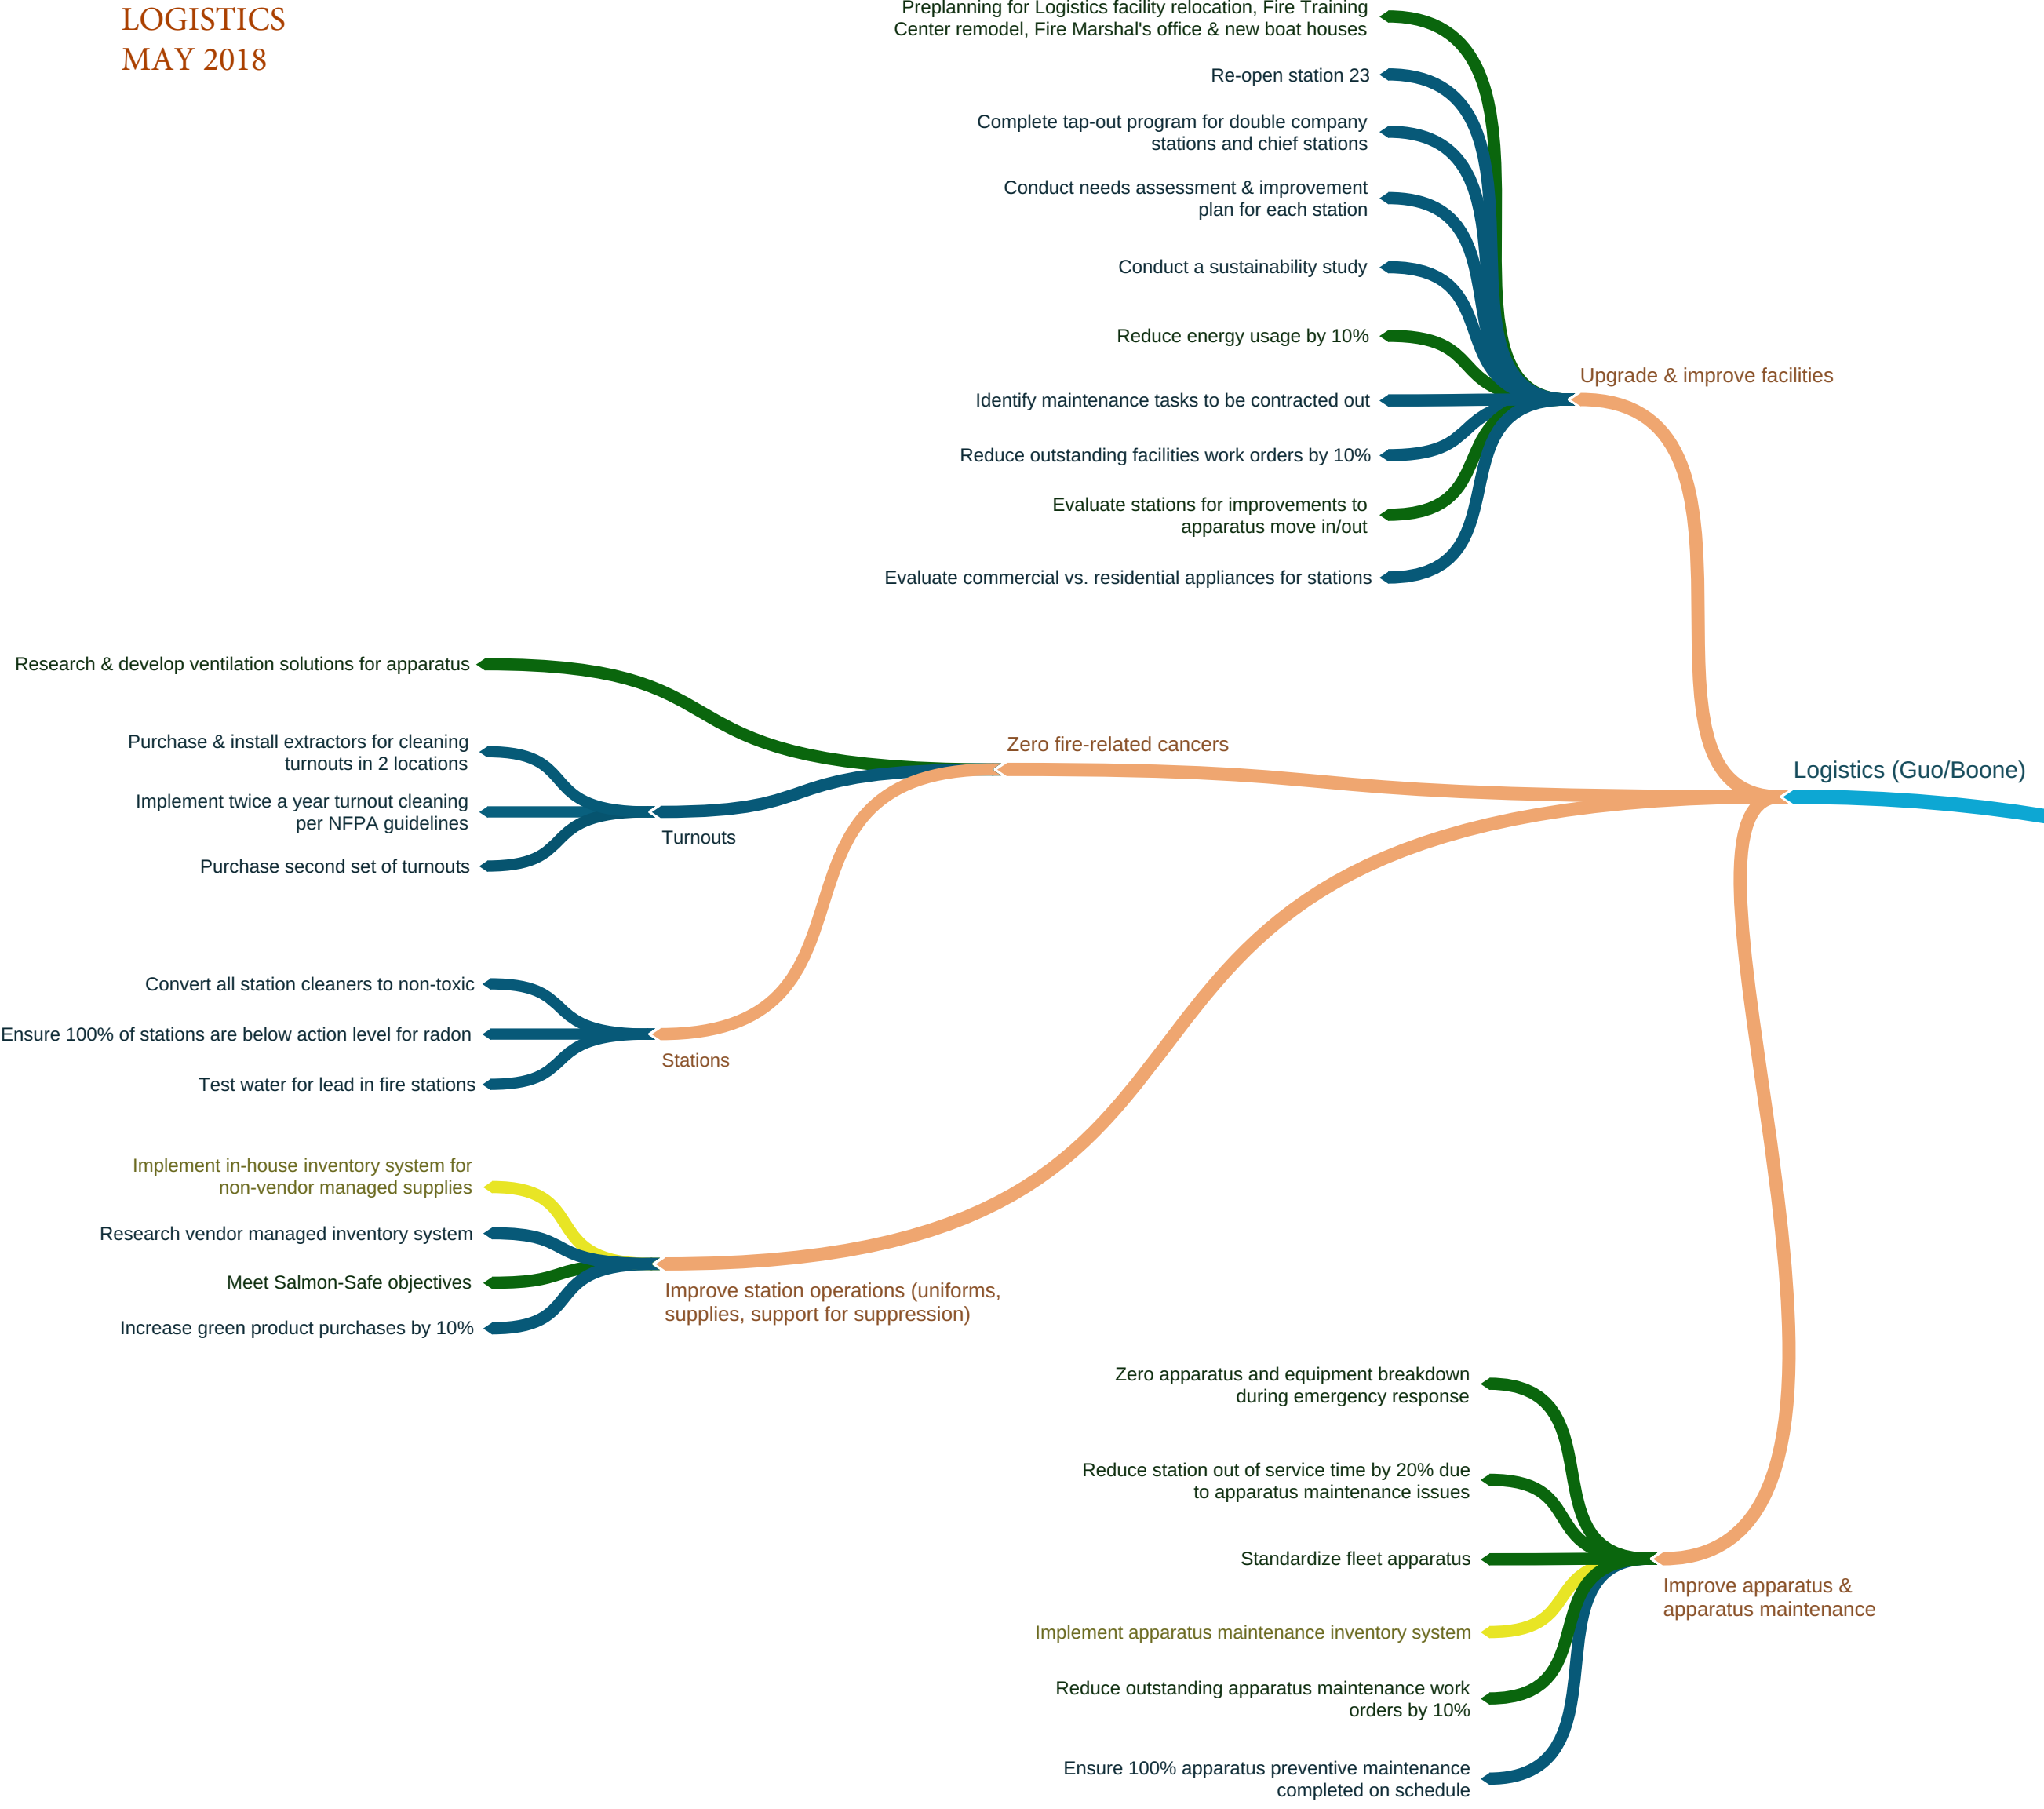 LOGISTICS
MAY 2018
Preplanning for Logistics facility relocation, Fire Training
Center remodel, Fire Marshal's office & new boat houses
Re-open station 23
Complete tap-out program for double company
stations and chief stations
Conduct needs assessment & improvement
plan for each station
Conduct a sustainability study
Reduce energy usage by 10%
Upgrade & improve facilities
Identify maintenance tasks to be contracted out
Reduce outstanding facilities work orders by 10%
Evaluate stations for improvements to
apparatus move in/out
Evaluate commercial vs. residential appliances for stations
Research & develop ventilation solutions for apparatus
Purchase & install extractors for cleaning
turnouts in 2 locations
Zero fire-related cancers
Logistics (Guo/Boone)
Implement twice a year turnout cleaning
per NFPA guidelines
Turnouts
Purchase second set of turnouts
Convert all station cleaners to non-toxic
Ensure 100% of stations are below action level for radon
Stations
Test water for lead in fire stations
Implement in-house inventory system for
non-vendor managed supplies
Research vendor managed inventory system
Meet Salmon-Safe objectives
Increase green product purchases by 10%
Improve station operations (uniforms,
supplies, support for suppression)
Zero apparatus and equipment breakdown
during emergency response
Reduce station out of service time by 20% due
to apparatus maintenance issues
Standardize fleet apparatus
Improve apparatus &
apparatus maintenance
Implement apparatus maintenance inventory system
Reduce outstanding apparatus maintenance work
orders by 10%
Ensure 100% apparatus preventive maintenance
completed on schedule